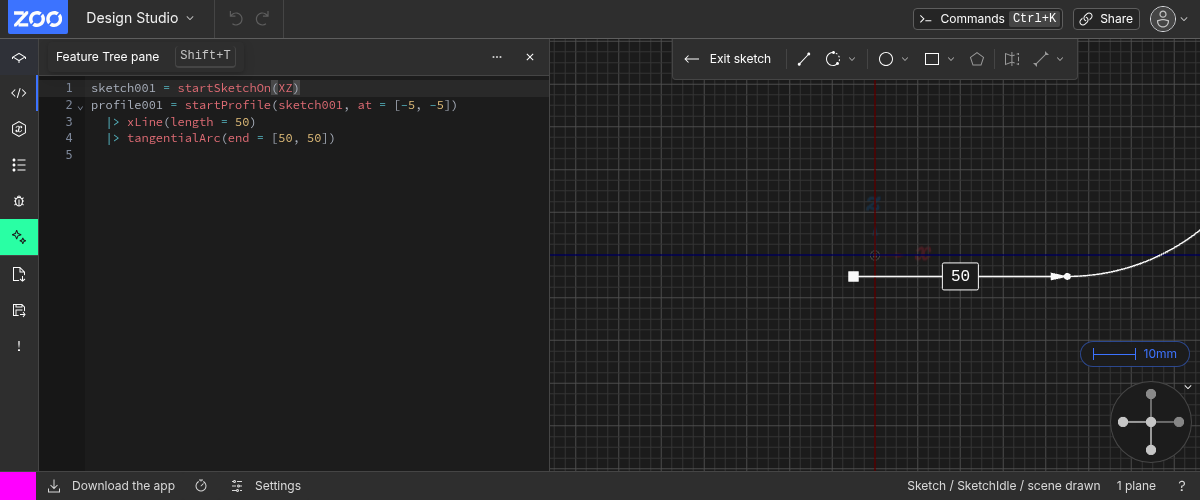 ZOO Design Studio Commands Ctrl+K Share
Feature Tree pane Shift+T
Exit sketch
1 sketch001 = startSketchOn(XZ)
2 profile001 = startProfile(sketch001, at = [-5, -5])
3 |> xLine(length = 50)
4 |> tangentialArc(end = [50, 50])
5
50
10mm
Download the app Settings Sketch / SketchIdle / scene drawn 1 plane ?